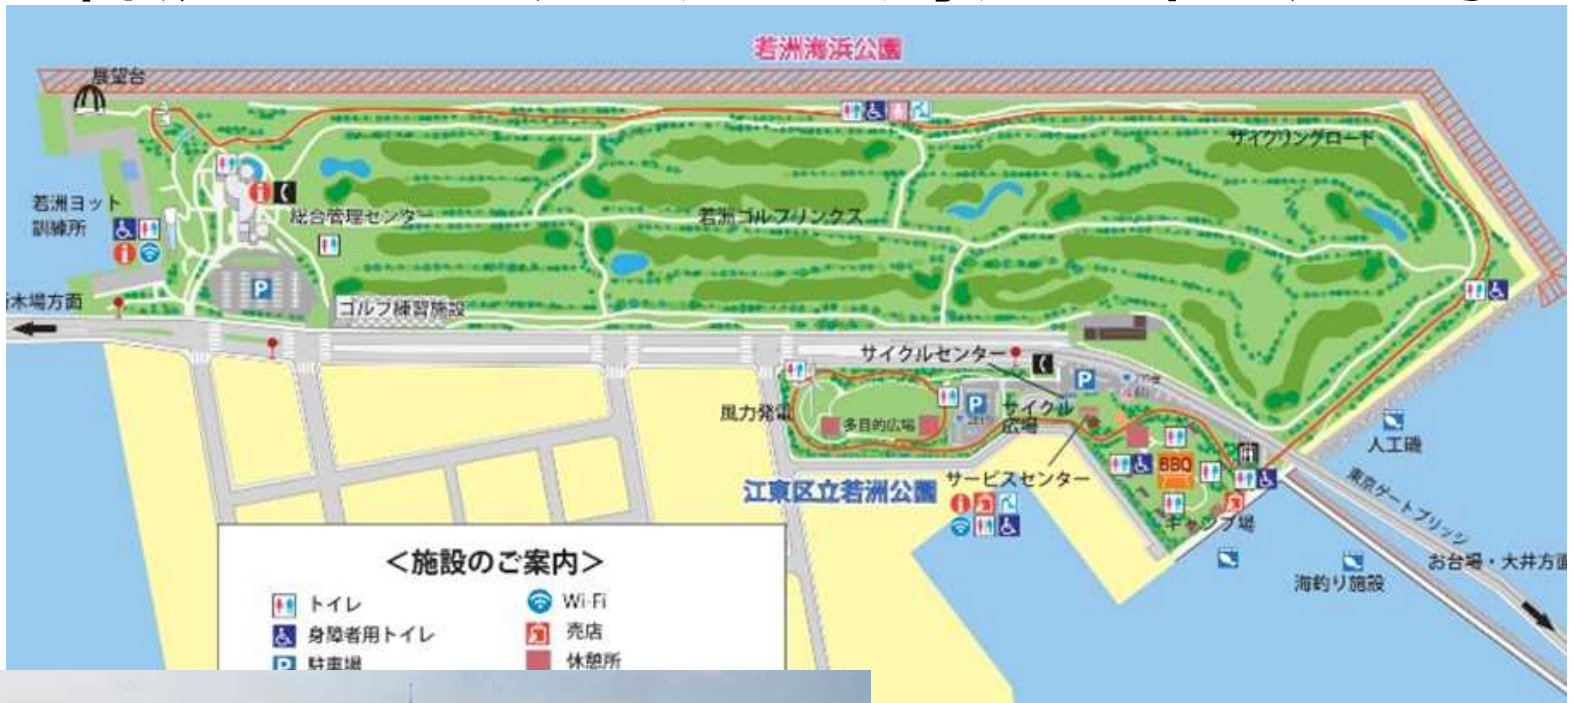 若洲海浜公園
展望台
サイクリングロード
若洲ヨット
訓練所
総合管理センター
若洲ゴルフリンクス
木場方面
ゴルフ練習施設
サイクルセンター
風力発電
多目的広場
サイクル
広場
人工磯
江東区立若洲公園
サービスセンター
BBQ
キャンプ場
東京ゲートブリッジ
お台場・大井方面
海釣り施設
<施設のご案内>
トイレ
Wi-Fi
身障者用トイレ
売店
駐車場
休憩所